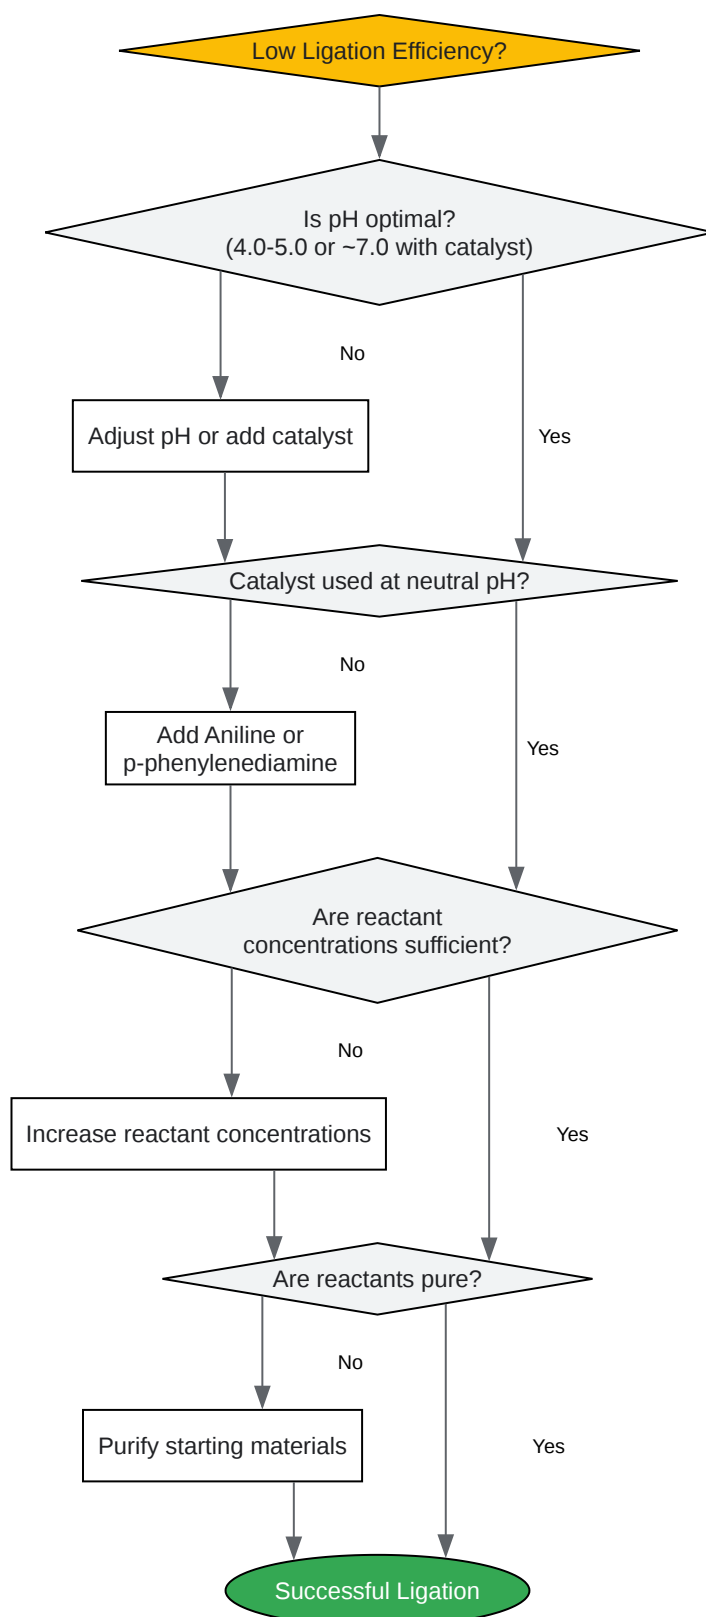 Low Ligation Efficiency?
Is pH optimal?
(4.0-5.0 or ~7.0 with catalyst)
No
Adjust pH or add catalyst
Yes
Catalyst used at neutral pH?
No
Add Aniline or
p-phenylenediamine
Yes
Are reactant
concentrations sufficient?
No
Increase reactant concentrations
Yes
Are reactants pure?
No
Purify starting materials
Yes
Successful Ligation